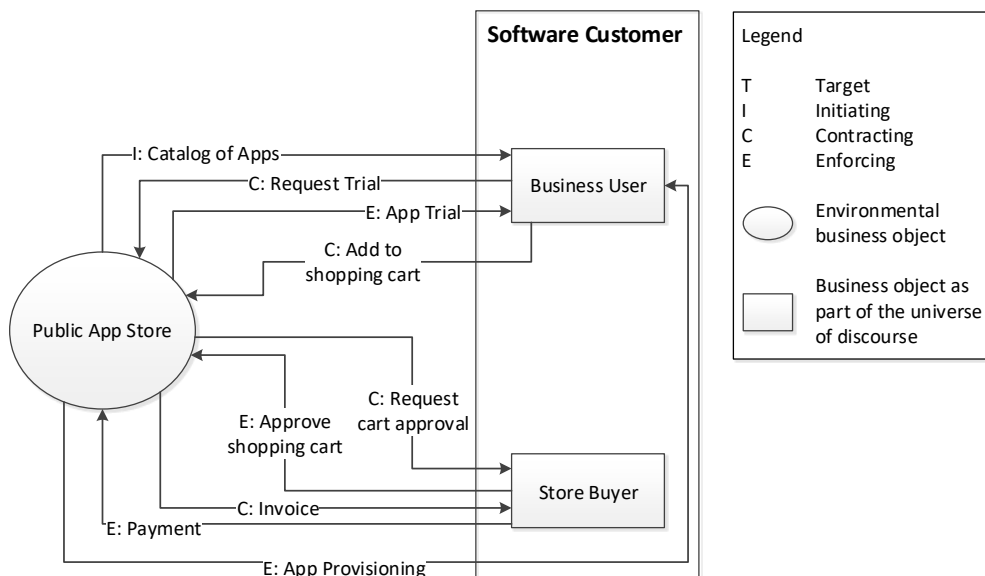 Software Customer
I: Catalog of Apps
C: Request Trial
Business User
E: App Trial
C: Add to
shopping cart
Public App Store
C: Request
cart approval
E: Approve
shopping cart
Store Buyer
C: Invoice
E: Payment
E: App Provisioning
Legend
T Target
I Initiating
C Contracting
E Enforcing
Environmental
business object
Business object as
part of the universe
of discourse